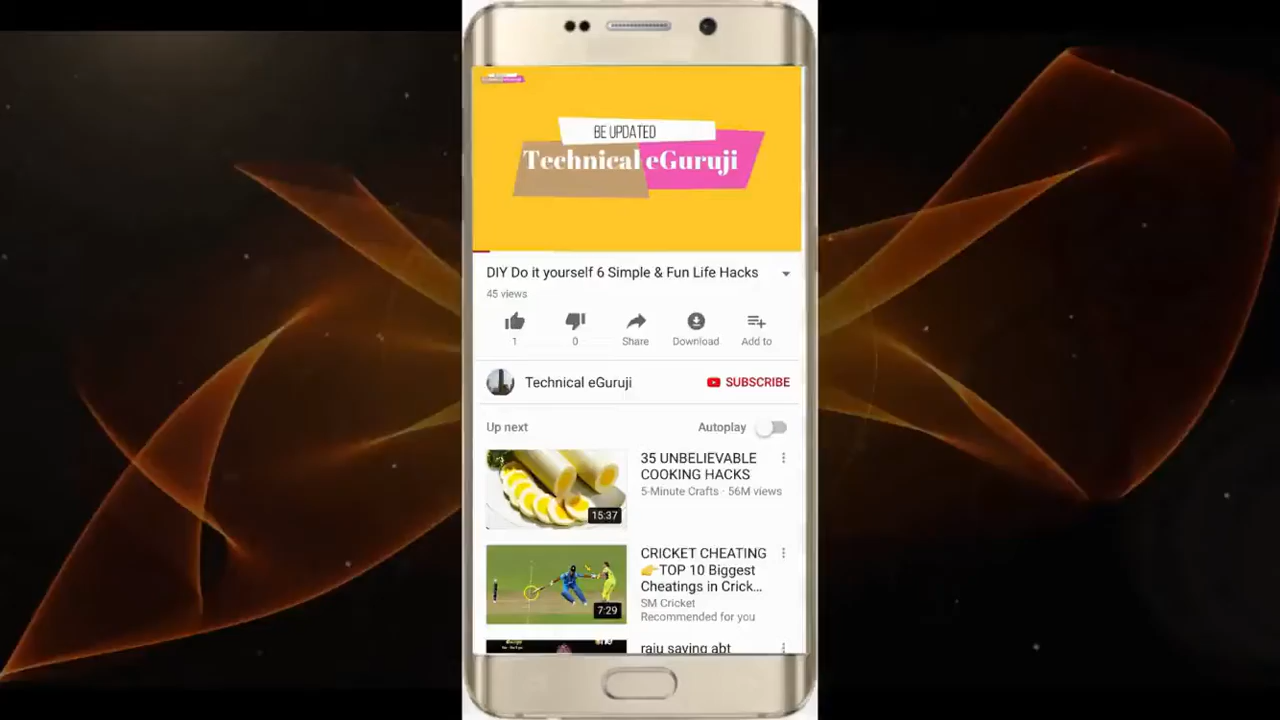 BE UPDATED
Technical eGuruji
DIY Do it yourself 6 Simple & Fun Life Hacks
45 views
1
0
Share
Download
Add to
Technical eGuruji
SUBSCRIBE
Up next
Autoplay
35 UNBELIEVABLE
COOKING HACKS
5-Minute Crafts · 56M views
15:37
CRICKET CHEATING
👉TOP 10 Biggest
Cheatings in Crick...
SM Cricket
Recommended for you
7:29
raju saying abt